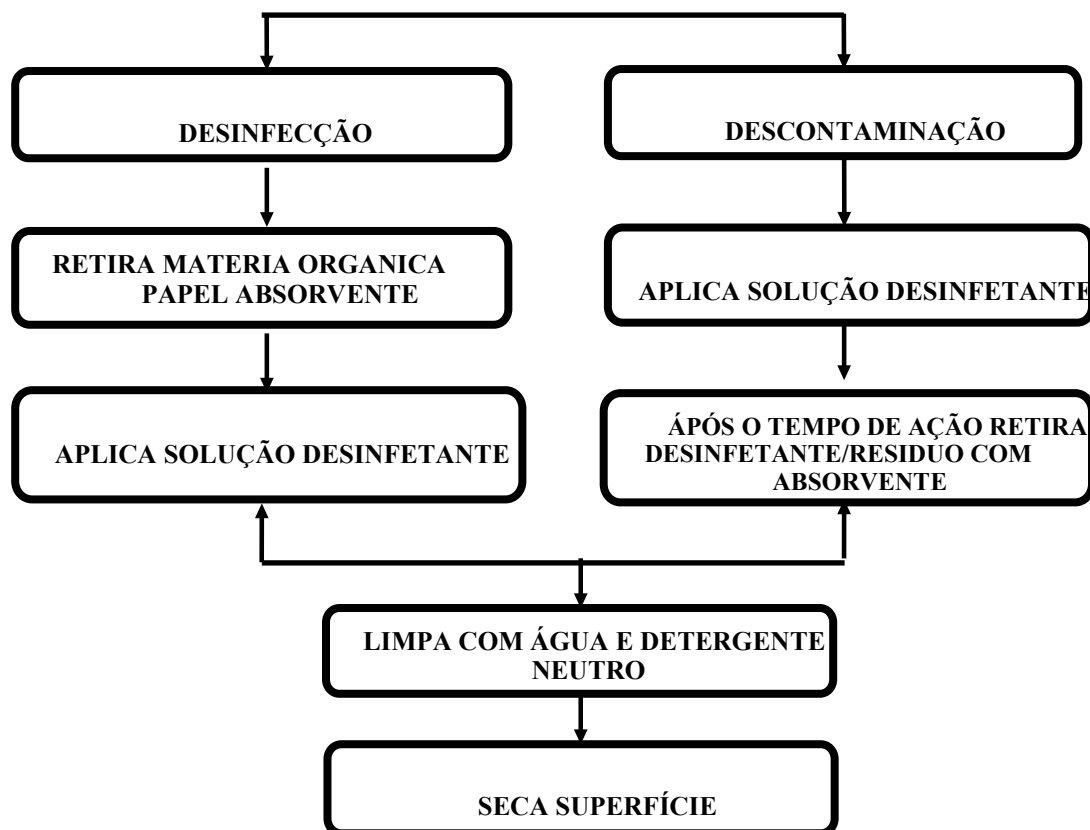 DESINFECÇÃO
DESCONTAMINAÇÃO
RETIRA MATERIA ORGANICA
PAPEL ABSORVENTE
APLICA SOLUÇÃO DESINFETANTE
APLICA SOLUÇÃO DESINFETANTE
ÁPÓS O TEMPO DE AÇÃO RETIRA
DESINFETANTE/RESIDUO COM
ABSORVENTE
LIMPA COM ÁGUA E DETERGENTE
NEUTRO
SECA SUPERFÍCIE